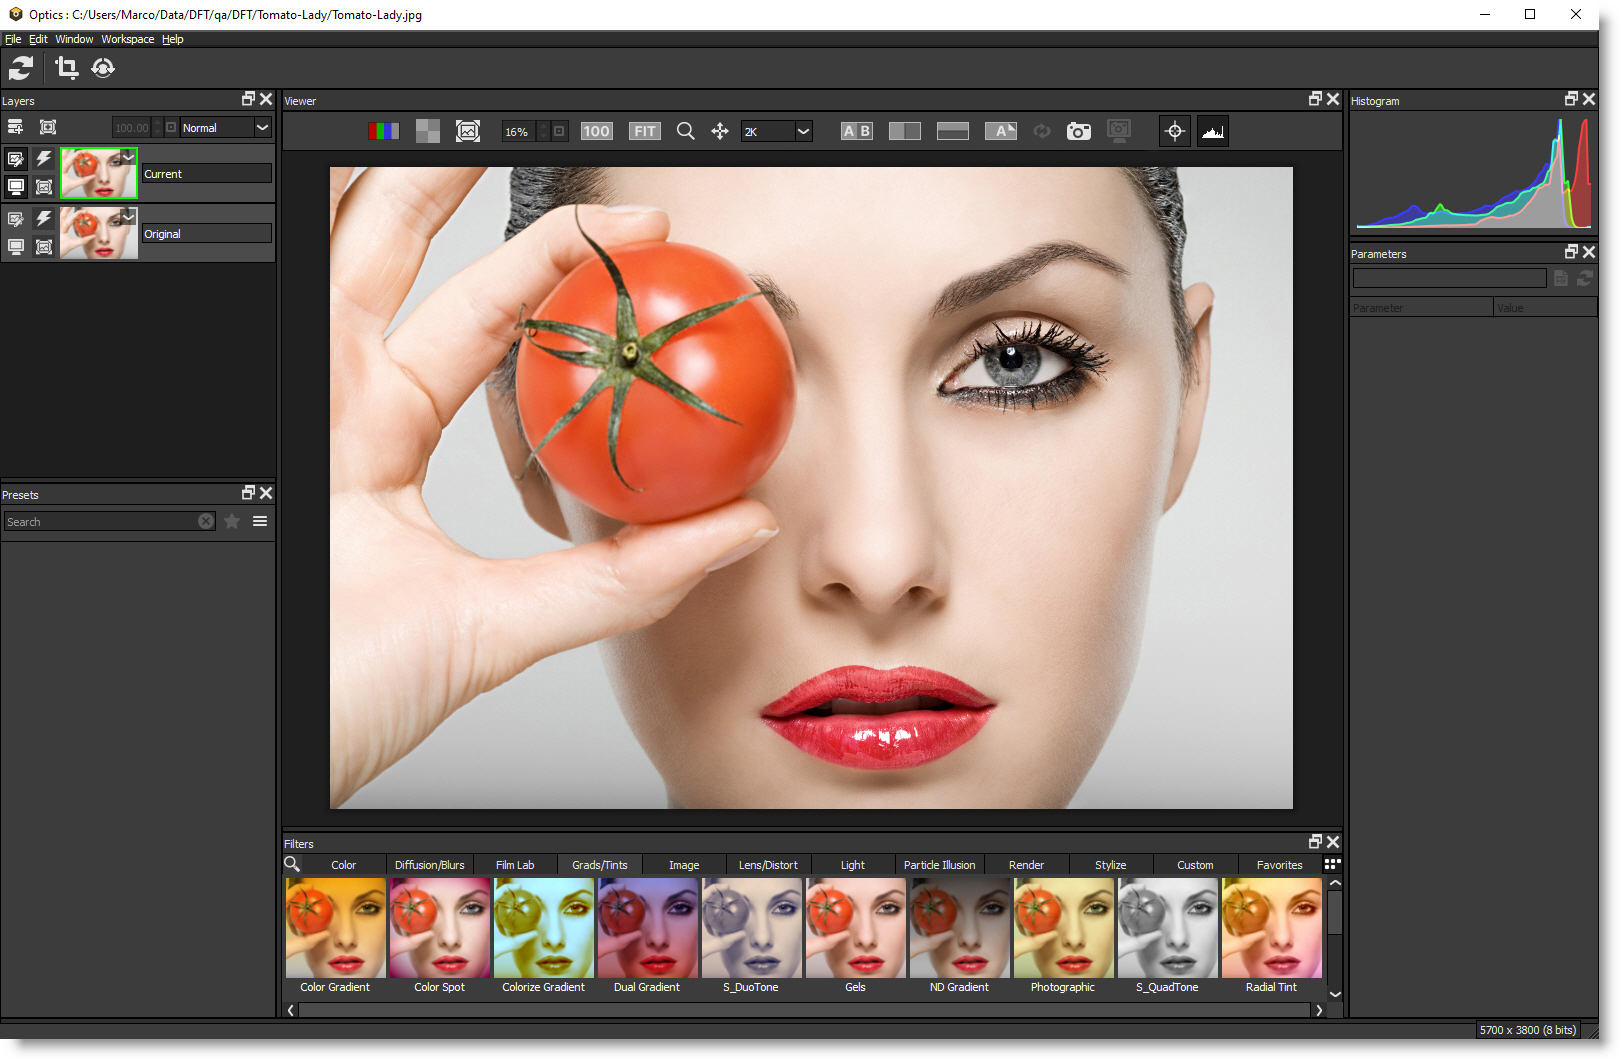 Optics : C:/Users/Marco/Data/DFT/qa/DFT/Tomato-Lady/Tomato-Lady.jpg
File Edit Window Workspace Help
Layers
100.00 Normal
Current
Original
Presets
Search
Viewer
16% 100 FIT 2K A B A
Histogram
Parameters
Parameter Value
Filters
Color Diffusion/Blurs Film Lab Grads/Tints Image Lens/Distort Light Particle Illusion Render Stylize Custom Favorites
Color Gradient Color Spot Colorize Gradient Dual Gradient S_DuoTone Gels ND Gradient Photographic S_QuadTone Radial Tint
5700 x 3800 (8 bits)